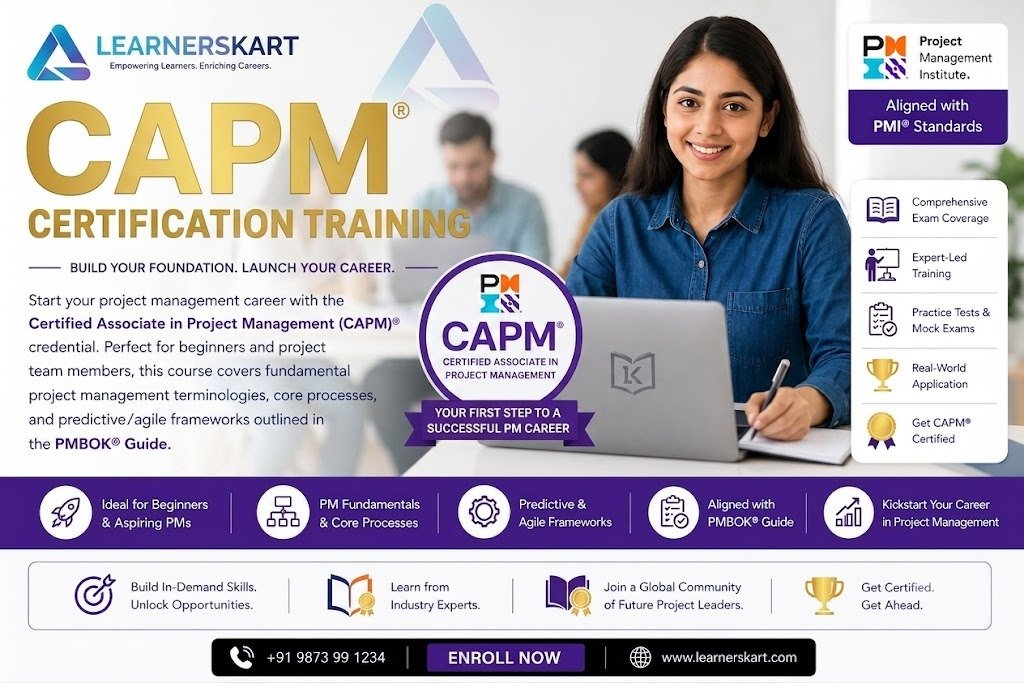 LEARNERSKART
Empowering Learners. Enriching Careers.
CAPM®
CERTIFICATION TRAINING
BUILD YOUR FOUNDATION. LAUNCH YOUR CAREER.
Start your project management career with the
Certified Associate in Project Management (CAPM)®
credential. Perfect for beginners and project
team members, this course covers fundamental
project management terminologies, core processes,
and predictive/agile frameworks outlined in
the PMBOK® Guide.
PM
CAPM®
CERTIFIED ASSOCIATE IN
PROJECT MANAGEMENT
YOUR FIRST STEP TO A
SUCCESSFUL PM CAREER
K
PM
Project
Management
Institute.
Aligned with
PMI® Standards
Comprehensive
Exam Coverage
Expert-Led
Training
Practice Tests &
Mock Exams
Real-World
Application
Get CAPM®
Certified
Ideal for Beginners
& Aspiring PMs
PM Fundamentals
& Core Processes
Predictive &
Agile Frameworks
Aligned with
PMBOK® Guide
Kickstart Your Career
in Project Management
Build In-Demand Skills.
Unlock Opportunities.
Learn from
Industry Experts.
Join a Global Community
of Future Project Leaders.
Get Certified.
Get Ahead.
+91 9873 99 1234
ENROLL NOW
www.learnerskart.com